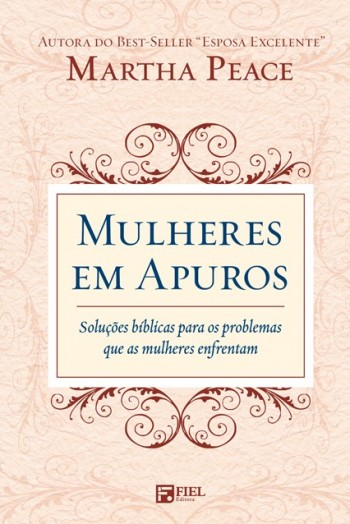 Autora do Best-Seller “Esposa Excelente”
Martha Peace
Mulheres
em Apuros
Soluções bíblicas para os problemas
que as mulheres enfrentam
FIEL
Editora